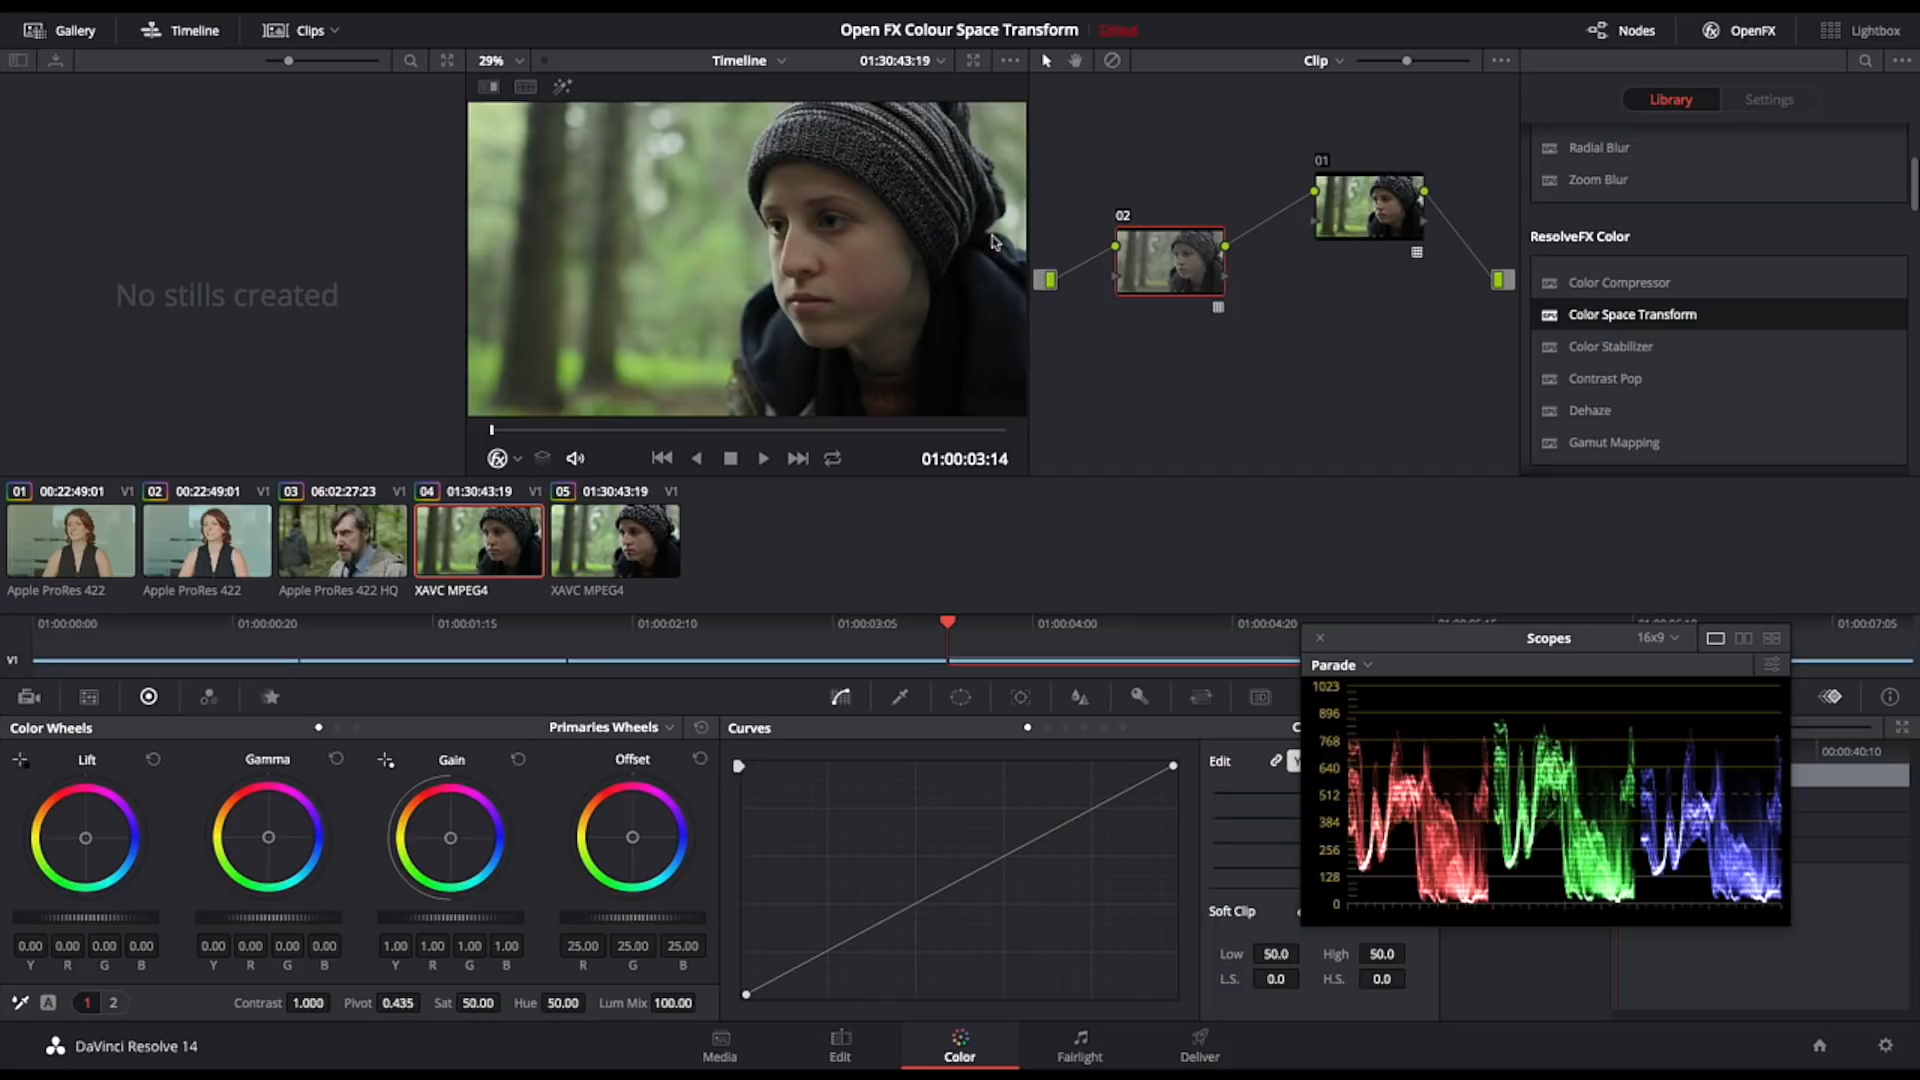 Gallery
Timeline
Clips
Open FX Colour Space Transform
Edited
Nodes
OpenFX
Lightbox
29%
Timeline
01:30:43:19
Clip
Library
Settings
Radial Blur
Zoom Blur
ResolveFX Color
Color Compressor
Color Space Transform
Color Stabilizer
Contrast Pop
Dehaze
Gamut Mapping
No stills created
01
02
01:00:03:14
01 00:22:49:01 V1
02 00:22:49:01 V1
03 06:02:27:23 V1
04 01:30:43:19 V1
05 01:30:43:19 V1
Apple ProRes 422
Apple ProRes 422
Apple ProRes 422 HQ
XAVC MPEG4
XAVC MPEG4
01:00:00:00
01:00:00:20
01:00:01:15
01:00:02:10
01:00:03:05
01:00:04:00
01:00:04:20
01:00:07:05
V1
Scopes
16x9
Parade
1023
896
768
640
512
384
256
128
0
Color Wheels
Primaries Wheels
Curves
00:00:40:10
Lift
Gamma
Gain
Offset
Edit
Y
0.00 0.00 0.00 0.00
Y R G B
0.00 0.00 0.00 0.00
Y R G B
1.00 1.00 1.00 1.00
Y R G B
25.00 25.00 25.00
R G B
Soft Clip
Low 50.0 High 50.0
L.S. 0.0 H.S. 0.0
A 1 2
Contrast 1.000 Pivot 0.435 Sat 50.00 Hue 50.00 Lum Mix 100.00
DaVinci Resolve 14
Media
Edit
Color
Fairlight
Deliver